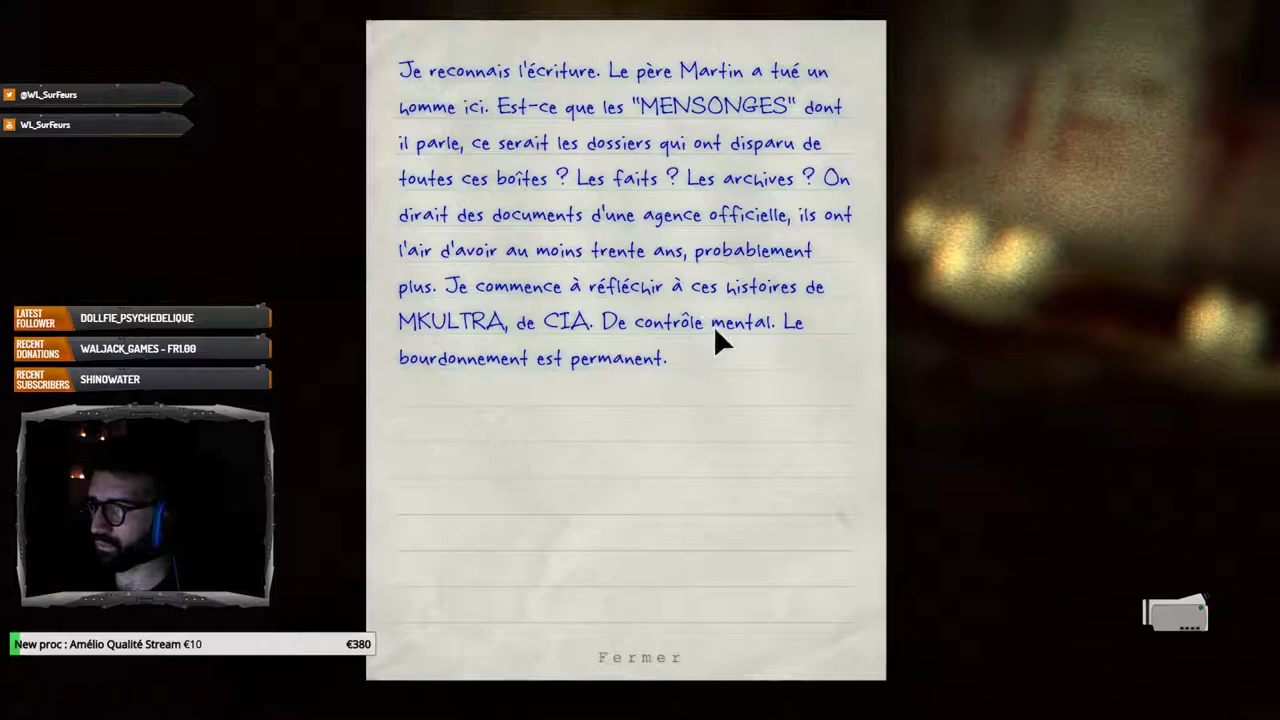 @WL_SurFeurs
WL_SurFeurs
Je reconnais l'écriture. Le père Martin a tué un
homme ici. Est-ce que les "MENSONGES" dont
il parle, ce serait les dossiers qui ont disparu de
toutes ces boîtes ? Les faits ? Les archives ? On
dirait des documents d'une agence officielle, ils ont
l'air d'avoir au moins trente ans, probablement
plus. Je commence à réfléchir à ces histoires de
MKULTRA, de CIA. De contrôle mental. Le
bourdonnement est permanent.
LATEST FOLLOWER DOLLFIE_PSYCHEDELIQUE
RECENT DONATIONS WALJACK_GAMES - FR1.00
RECENT SUBSCRIBERS SHINOWATER
New proc : Amélio Qualité Stream €10 €380
Fermer